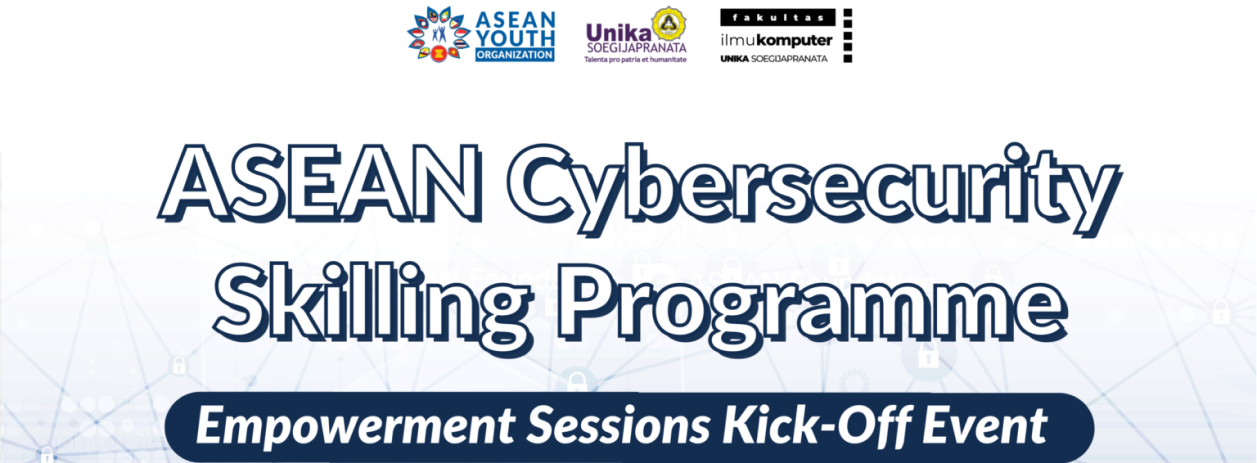 ASEAN
YOUTH
ORGANIZATION
Unika
SOEGIJAPRANATA
Talenta pro patria et humanitate
fakultas
ilmukomputer
UNIKA SOEGIJAPRANATA
ASEAN Cybersecurity
Skilling Programme
Empowerment Sessions Kick-Off Event